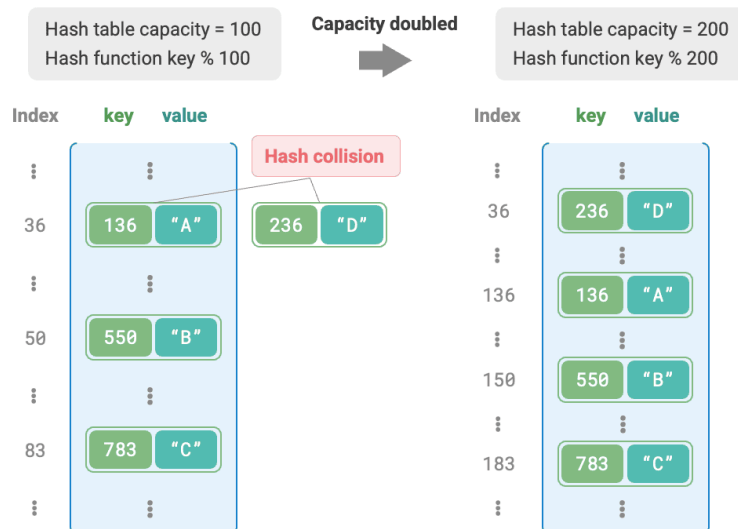 Hash table capacity = 100
Hash function key % 100
Capacity doubled
Hash table capacity = 200
Hash function key % 200
Index key value
Hash collision
36 136 “A” 236 “D”
50 550 “B”
83 783 “C”
Index key value
36 236 “D”
136 136 “A”
150 550 “B”
183 783 “C”